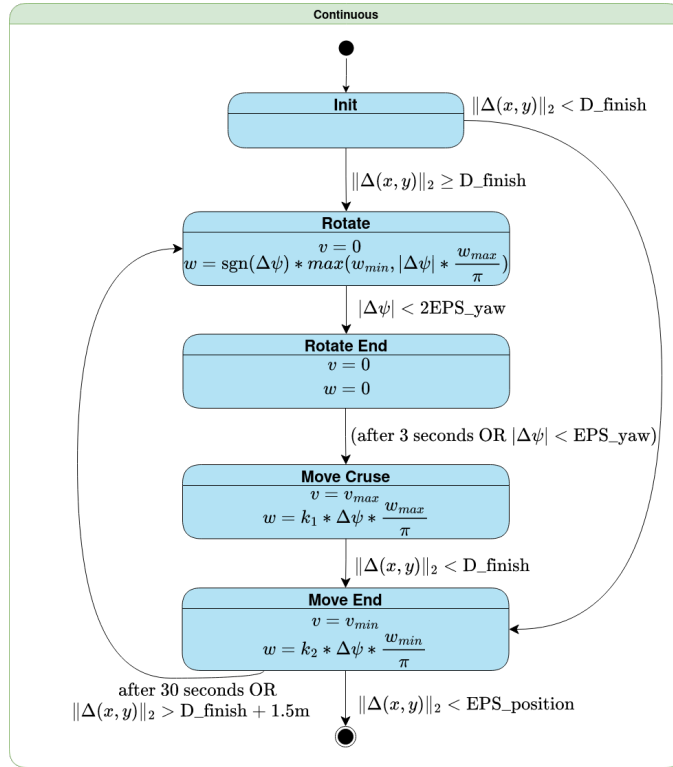 Continuous
Init
‖Δ(x, y)‖₂ < D_finish
‖Δ(x, y)‖₂ ≥ D_finish
Rotate
v = 0
w = sgn(Δψ) * max(w_min, |Δψ| * w_max/π)
|Δψ| < 2EPS_yaw
Rotate End
v = 0
w = 0
(after 3 seconds OR |Δψ| < EPS_yaw)
Move Cruse
v = v_max
w = k₁ * Δψ * w_max/π
‖Δ(x, y)‖₂ < D_finish
Move End
v = v_min
w = k₂ * Δψ * w_min/π
after 30 seconds OR
‖Δ(x, y)‖₂ > D_finish + 1.5m
‖Δ(x, y)‖₂ < EPS_position